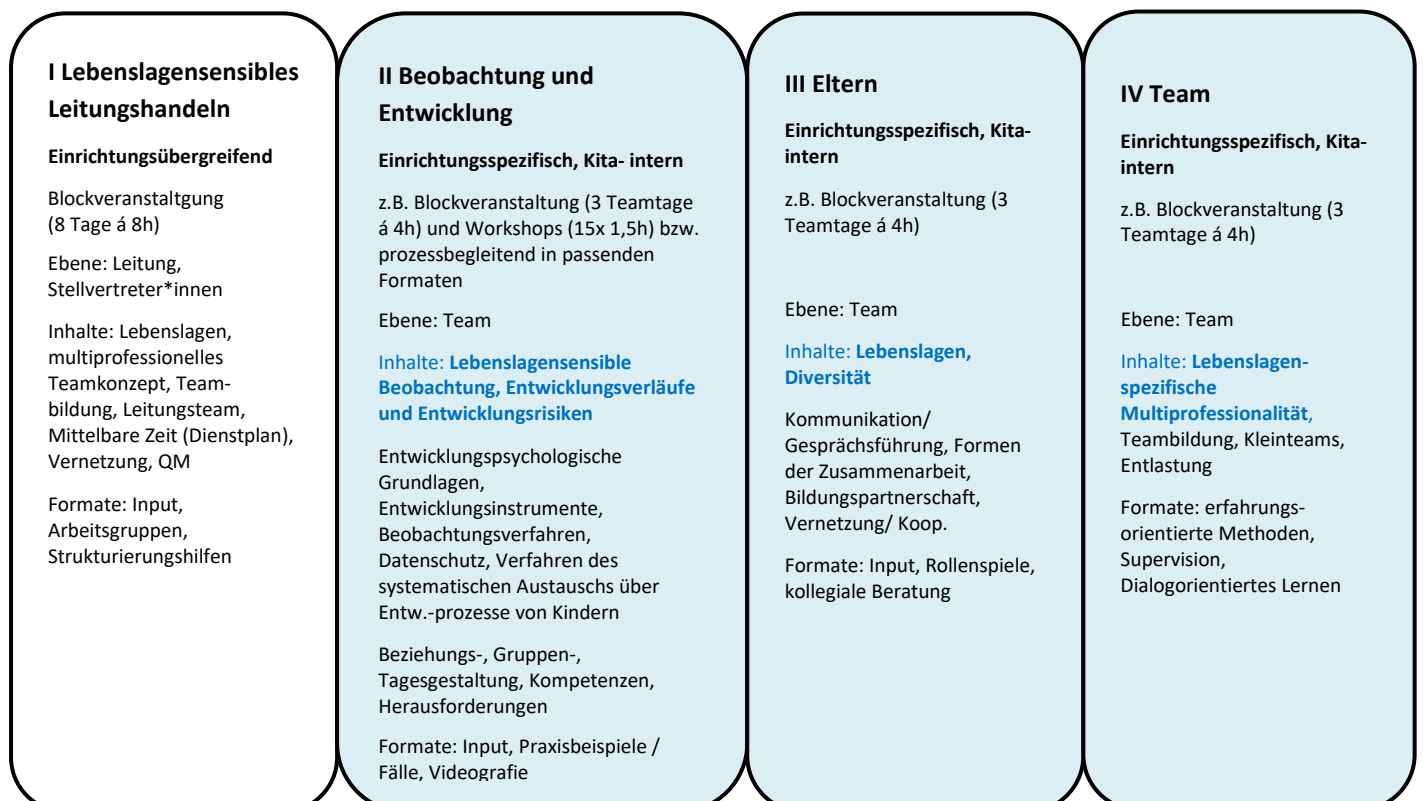 I Lebenslagensensibles
Leitungshandeln
Einrichtungsübergreifend
Blockveranstaltgung
(8 Tage á 8h)
Ebene: Leitung,
Stellvertreter*innen
Inhalte: Lebenslagen,
multiprofessionelles
Teamkonzept, Team-
bildung, Leitungsteam,
Mittelbare Zeit (Dienstplan),
Vernetzung, QM
Formate: Input,
Arbeitsgruppen,
Strukturierungshilfen
II Beobachtung und
Entwicklung
Einrichtungsspezifisch, Kita- intern
z.B. Blockveranstaltung (3 Teamtage
á 4h) und Workshops (15x 1,5h) bzw.
prozessbegleitend in passenden
Formaten
Ebene: Team
Inhalte: Lebenslagensensible
Beobachtung, Entwicklungsverläufe
und Entwicklungsrisiken
Entwicklungspsychologische
Grundlagen,
Entwicklungsinstrumente,
Beobachtungsverfahren,
Datenschutz, Verfahren des
systematischen Austauschs über
Entw.-prozesse von Kindern
Beziehungs-, Gruppen-,
Tagesgestaltung, Kompetenzen,
Herausforderungen
Formate: Input, Praxisbeispiele /
Fälle, Videografie
III Eltern
Einrichtungsspezifisch, Kita-
intern
z.B. Blockveranstaltung (3
Teamtage á 4h)
Ebene: Team
Inhalte: Lebenslagen,
Diversität
Kommunikation/
Gesprächsführung, Formen
der Zusammenarbeit,
Bildungspartnerschaft,
Vernetzung/ Koop.
Formate: Input, Rollenspiele,
kollegiale Beratung
IV Team
Einrichtungsspezifisch, Kita-
intern
z.B. Blockveranstaltung (3
Teamtage á 4h)
Ebene: Team
Inhalte: Lebenslagen-
spezifische
Multiprofessionalität,
Teambildung, Kleinteams,
Entlastung
Formate: erfahrungs-
orientierte Methoden,
Supervision,
Dialogorientiertes Lernen